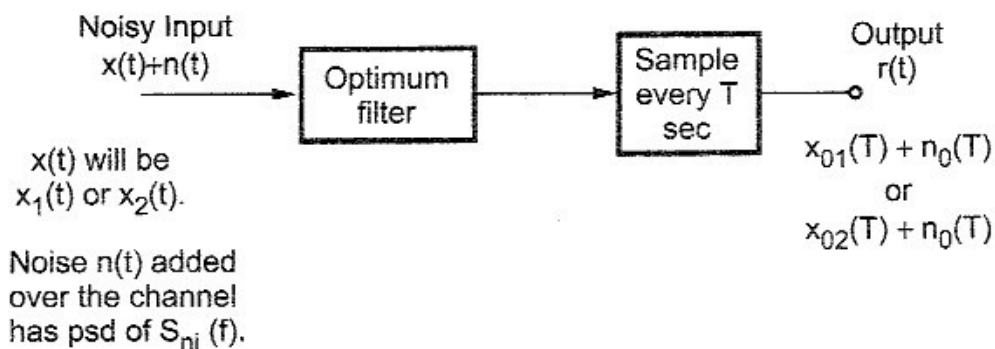 Noisy Input
x(t)+n(t)
x(t) will be
x₁(t) or x₂(t).
Noise n(t) added
over the channel
has psd of Sₙᵢ (f).
Optimum
filter
Sample
every T
sec
Output
r(t)
x₀₁(T) + n₀(T)
or
x₀₂(T) + n₀(T)